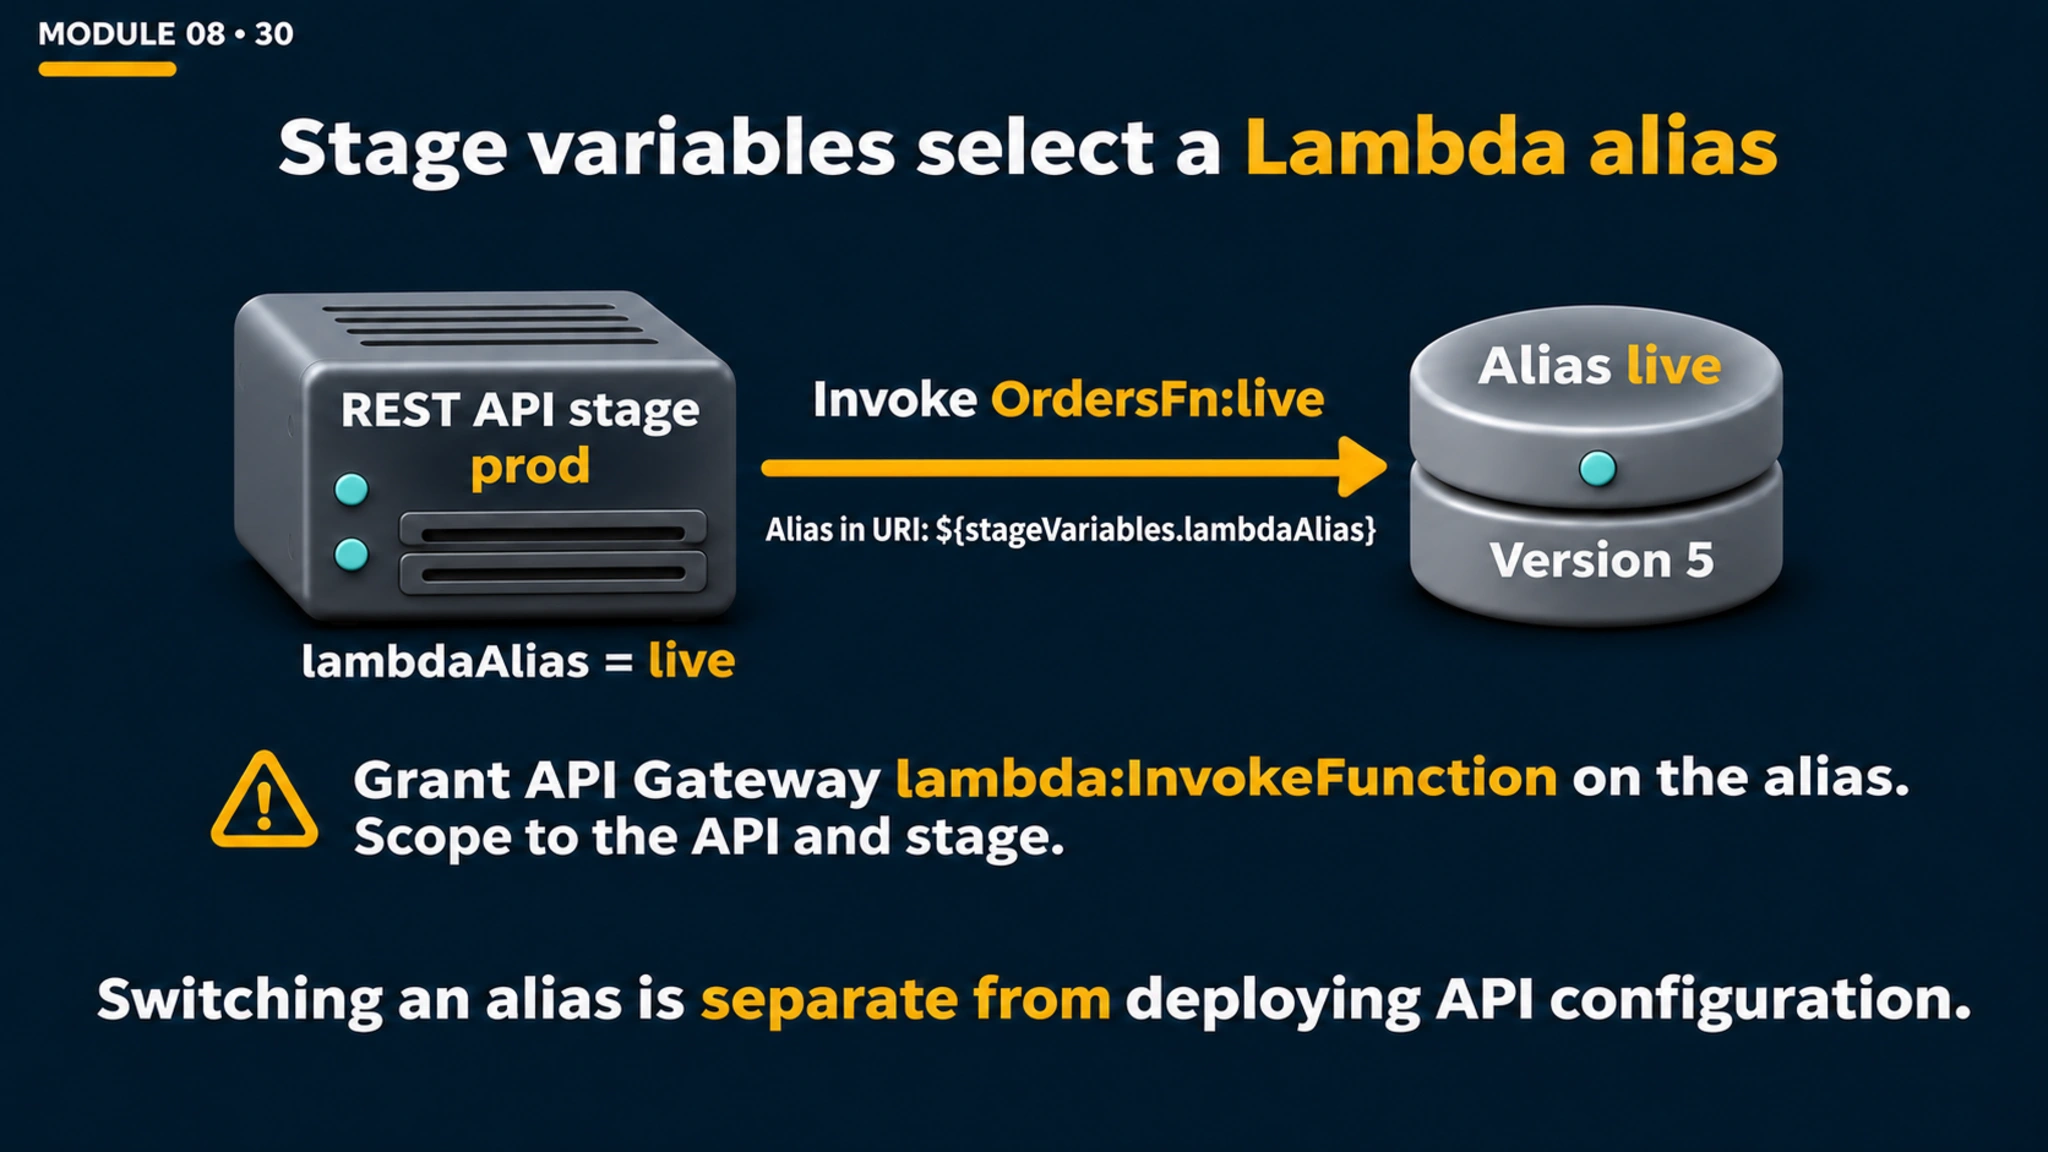 MODULE 08 • 30
Stage variables select a Lambda alias
REST API stage
prod
lambdaAlias = live
Invoke OrdersFn:live
Alias in URI: ${stageVariables.lambdaAlias}
Alias live
Version 5
Grant API Gateway lambda:InvokeFunction on the alias.
Scope to the API and stage.
Switching an alias is separate from deploying API configuration.